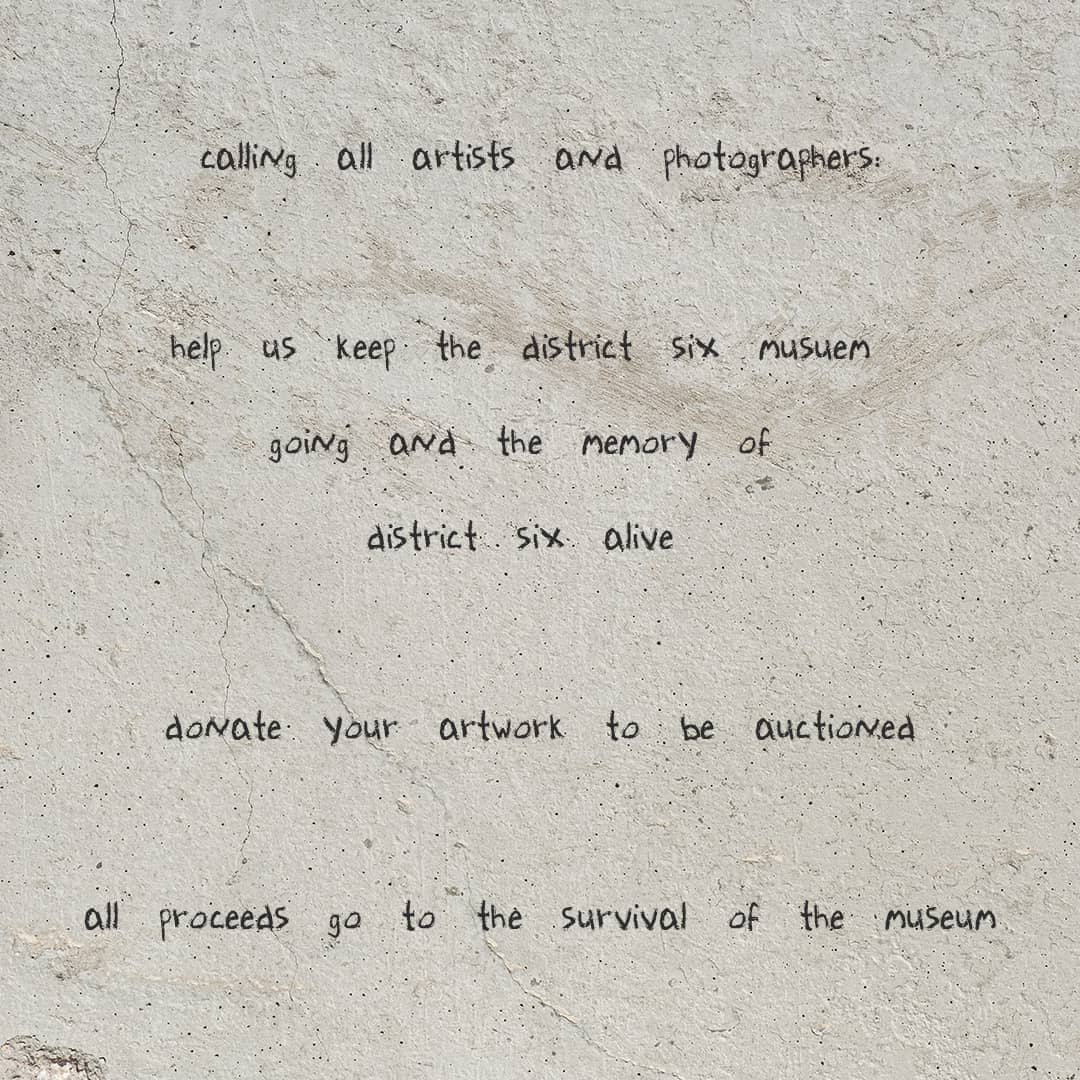 calling all artists and photographers:
help us keep the district six musuem
going and the memory of
district six alive
donate your artwork to be auctioned
all proceeds go to the survival of the museum